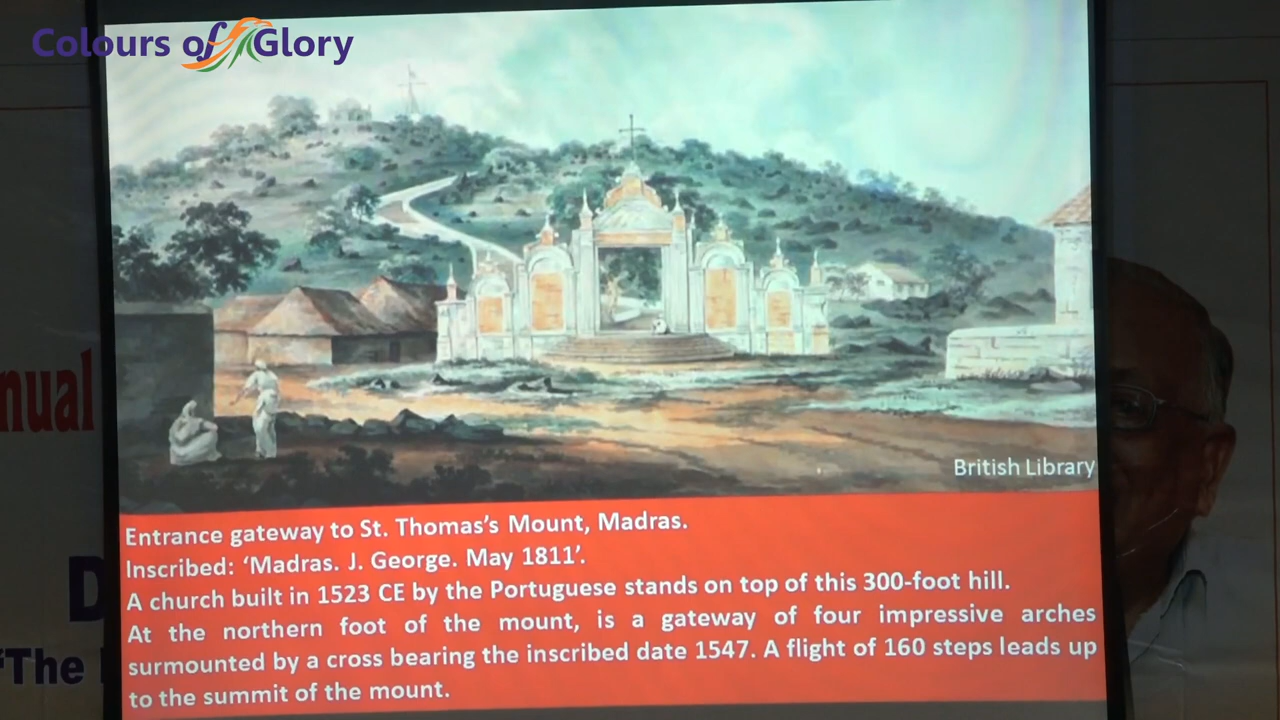 Colours of Glory
British Library
Entrance gateway to St. Thomas's Mount, Madras.
Inscribed: 'Madras. J. George. May 1811'.
A church built in 1523 CE by the Portuguese stands on top of this 300-foot hill.
At the northern foot of the mount, is a gateway of four impressive arches
surmounted by a cross bearing the inscribed date 1547. A flight of 160 steps leads up
to the summit of the mount.
nual
D
"The